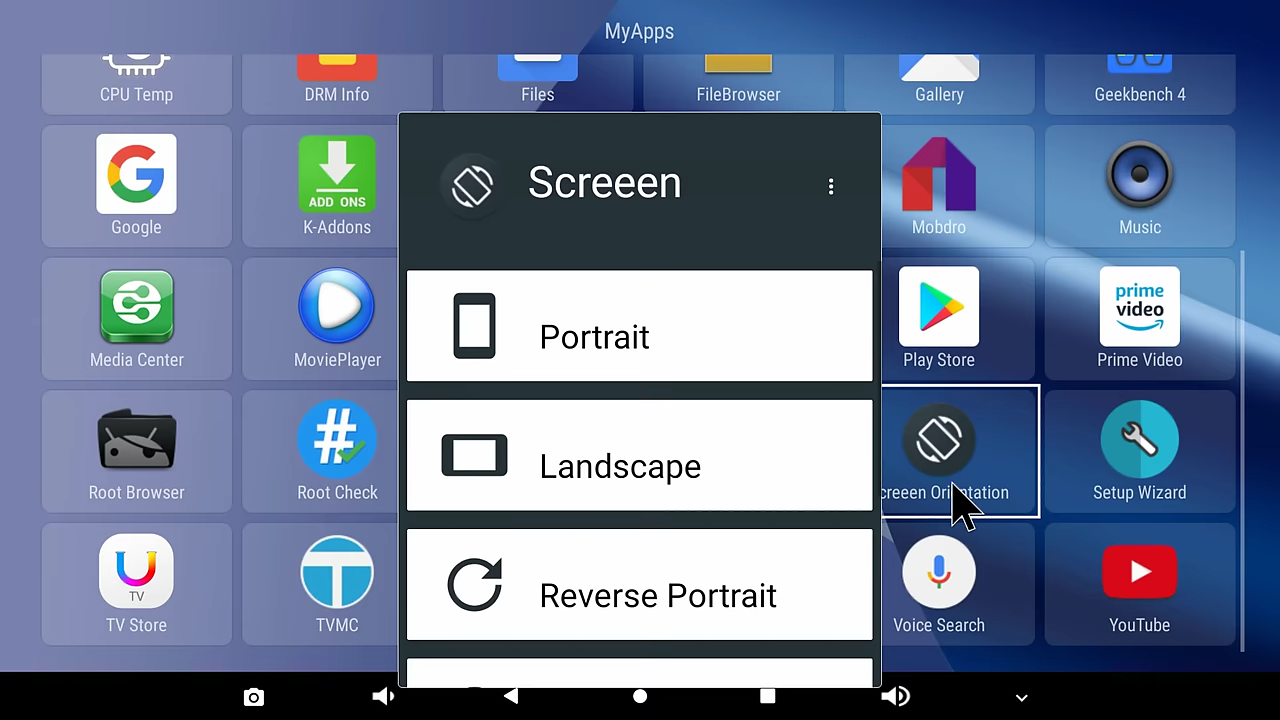 MyApps
CPU Temp
DRM Info
Files
FileBrowser
Gallery
Geekbench 4
Screeen
Google
ADD ONS
K-Addons
Mobdro
Music
Portrait
Media Center
MoviePlayer
Play Store
prime
video
Prime Video
Landscape
Root Browser
#
Root Check
creeen Orientation
Setup Wizard
Reverse Portrait
TV
TV Store
TVMC
Voice Search
YouTube